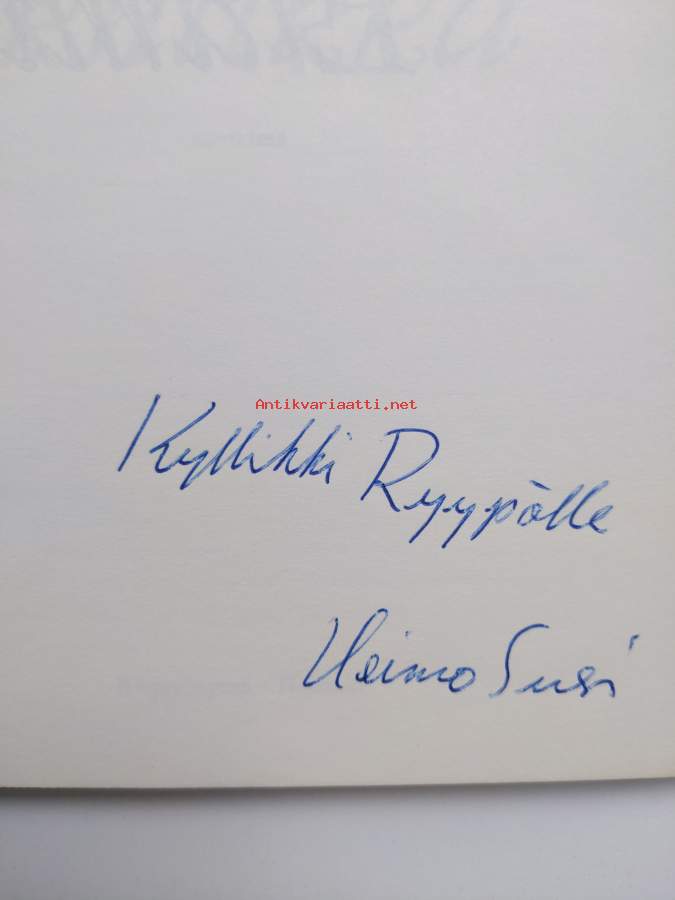 Antikvariaatti.net
Kyllikki Ryypölle
Heimo Susi